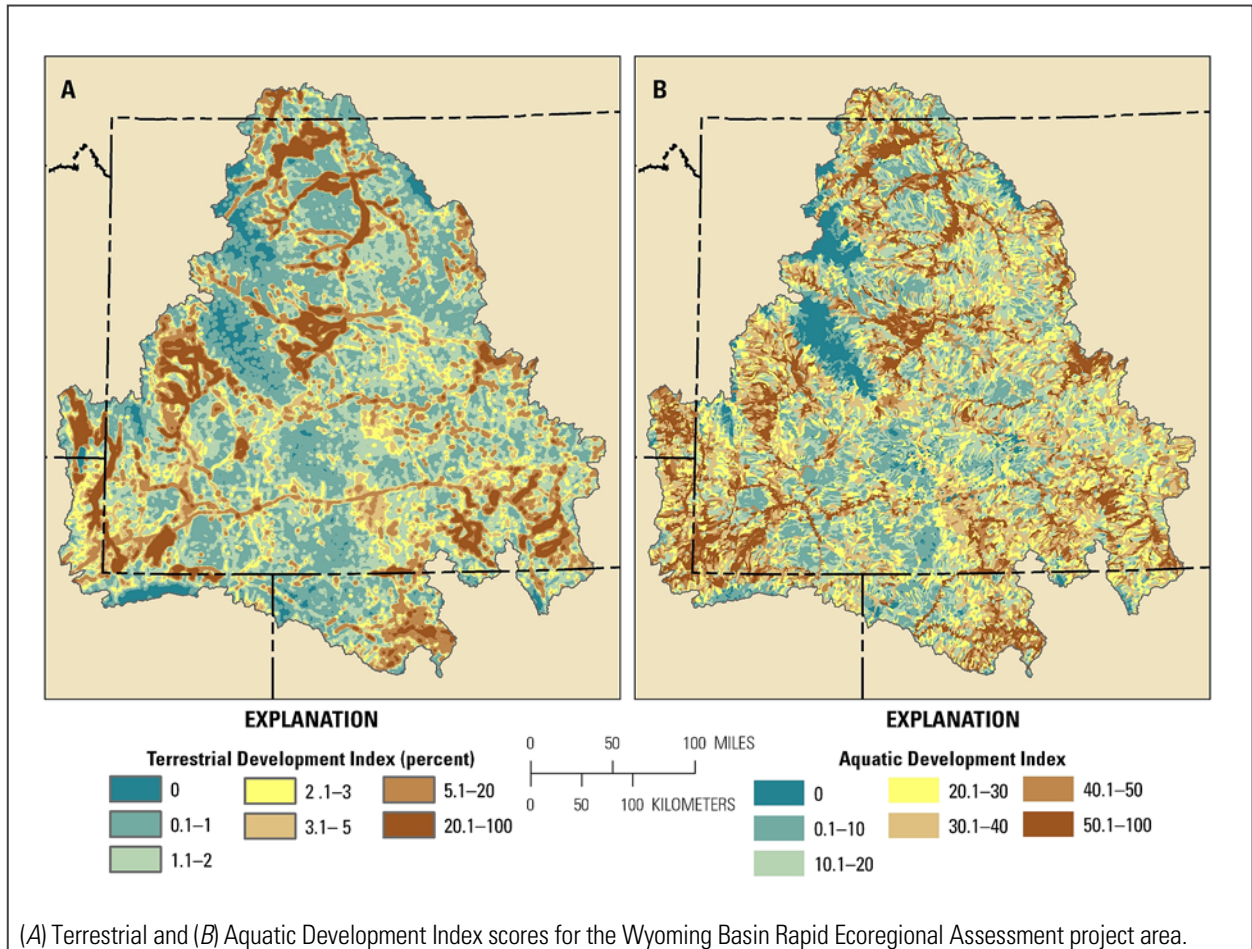 A
B
EXPLANATION
Terrestrial Development Index (percent)
0
0.1–1
1.1–2
2 .1–3
3.1– 5
5.1–20
20.1–100
0 50 100 MILES
0 50 100 KILOMETERS
EXPLANATION
Aquatic Development Index
0
0.1–10
10.1–20
20.1–30
30.1–40
40.1–50
50.1–100
(A) Terrestrial and (B) Aquatic Development Index scores for the Wyoming Basin Rapid Ecoregional Assessment project area.